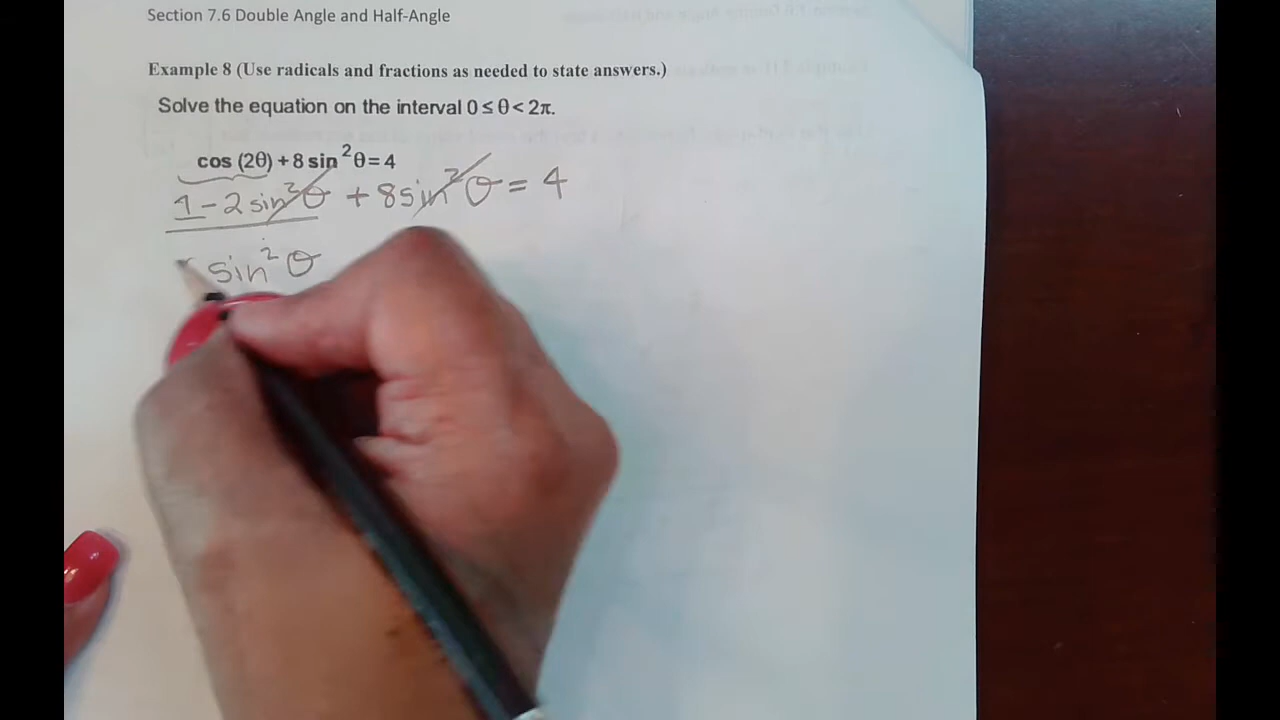 Section 7.6 Double Angle and Half-Angle
Example 8 (Use radicals and fractions as needed to state answers.)
Solve the equation on the interval 0 ≤ θ < 2π.
cos (2θ) + 8 sin²θ = 4
1 - 2 sin²θ + 8 sin²θ = 4
sin² θ